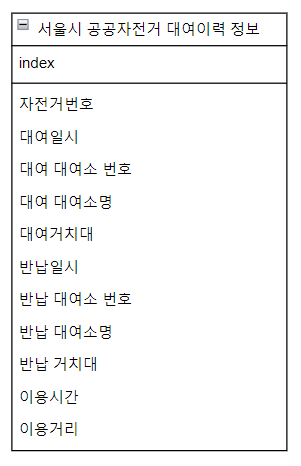 서울시 공공자전거 대여이력 정보
index
자전거번호
대여일시
대여 대여소 번호
대여 대여소명
대여거치대
반납일시
반납 대여소 번호
반납 대여소명
반납 거치대
이용시간
이용거리